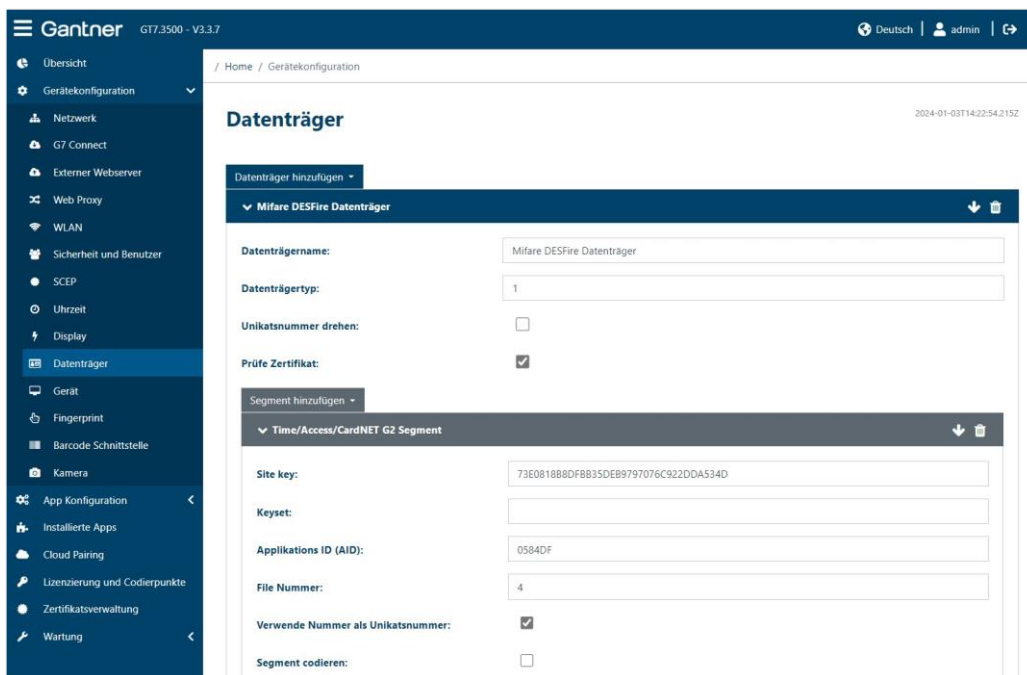 Gantner GT7.3500 - V3.3.7
Deutsch | admin |
Übersicht
Gerätekonfiguration
Netzwerk
G7 Connect
Externer Webserver
Web Proxy
WLAN
Sicherheit und Benutzer
SCEP
Uhrzeit
Display
Datenträger
Gerät
Fingerprint
Barcode Schnittstelle
Kamera
App Konfiguration
Installierte Apps
Cloud Pairing
Lizenzierung und Codierpunkte
Zertifikatsverwaltung
Wartung
/ Home / Gerätekonfiguration
Datenträger
2024-01-03T14:22:54.215Z
Datenträger hinzufügen
Mifare DESFire Datenträger
Datenträgername: Mifare DESFire Datenträger
Datenträgertyp: 1
Unikatsnummer drehen:
Prüfe Zertifikat:
Segment hinzufügen
Time/Access/CardNET G2 Segment
Site key: 73E0818B8DFBB35DEB9797076C922DDA534D
Keyset:
Applikations ID (AID): 0584DF
File Nummer: 4
Verwende Nummer als Unikatsnummer:
Segment codieren: